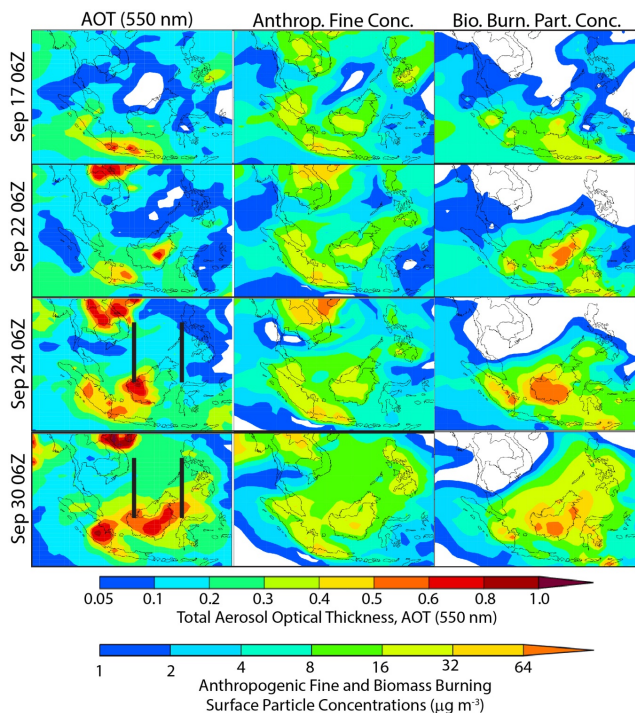 AOT (550 nm) Anthrop. Fine Conc. Bio. Burn. Part. Conc.
Sep 17 06Z
Sep 22 06Z
Sep 24 06Z
Sep 30 06Z
0.05 0.1 0.2 0.3 0.4 0.5 0.6 0.8 1.0
Total Aerosol Optical Thickness, AOT (550 nm)
1 2 4 8 16 32 64
Anthropogenic Fine and Biomass Burning
Surface Particle Concentrations (μg m⁻³)